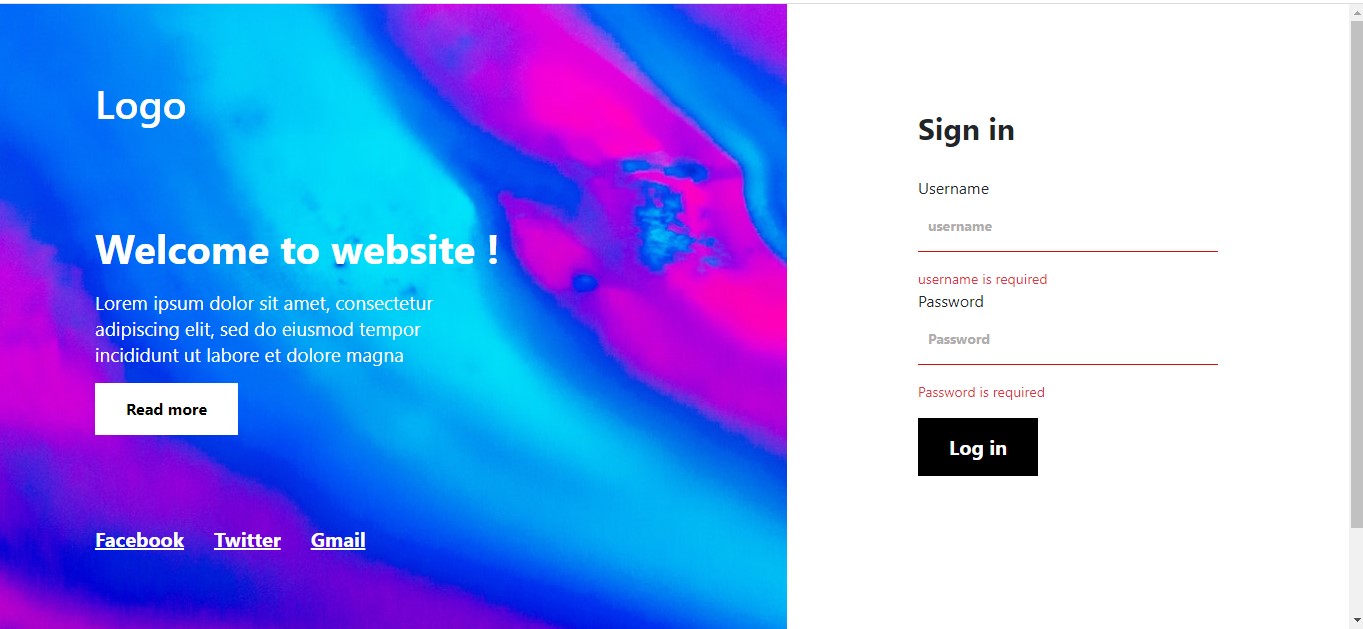 Logo
Welcome to website !
Lorem ipsum dolor sit amet, consectetur
adipiscing elit, sed do eiusmod tempor
incididunt ut labore et dolore magna
Read more
Facebook Twitter Gmail
Sign in
Username
username
username is required
Password
Password
Password is required
Log in